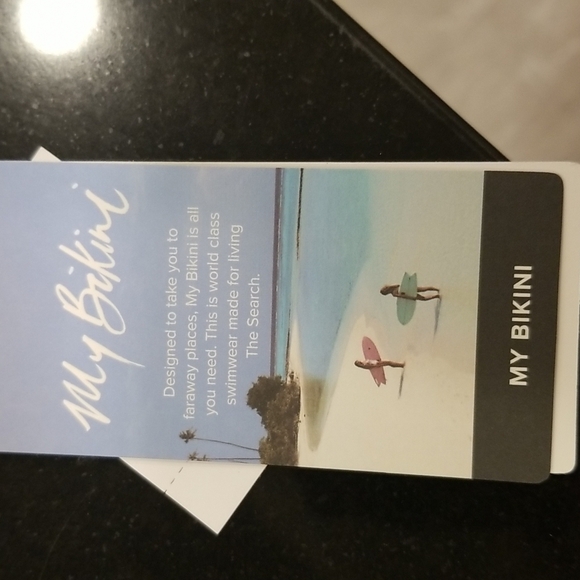 My Bikini
Designed to take you to
faraway places, My Bikini is all
you need. This is world class
swimwear made for living
The Search.
MY BIKINI